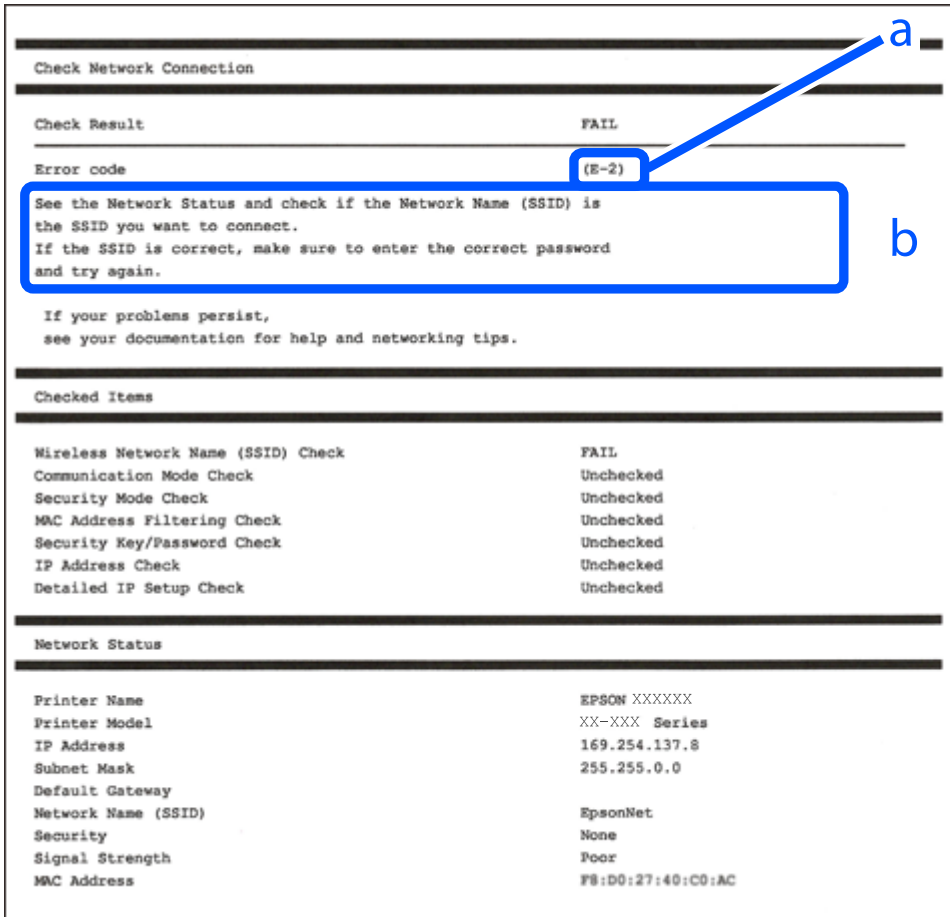 a
Check Network Connection
Check Result FAIL
Error code (E-2)
See the Network Status and check if the Network Name (SSID) is
the SSID you want to connect.
If the SSID is correct, make sure to enter the correct password
and try again.
b
If your problems persist,
see your documentation for help and networking tips.
Checked Items
Wireless Network Name (SSID) Check FAIL
Communication Mode Check Unchecked
Security Mode Check Unchecked
MAC Address Filtering Check Unchecked
Security Key/Password Check Unchecked
IP Address Check Unchecked
Detailed IP Setup Check Unchecked
Network Status
Printer Name EPSON XXXXXX
Printer Model XX-XXX Series
IP Address 169.254.137.8
Subnet Mask 255.255.0.0
Default Gateway
Network Name (SSID) EpsonNet
Security None
Signal Strength Poor
MAC Address F8:D0:27:40:C0:AC